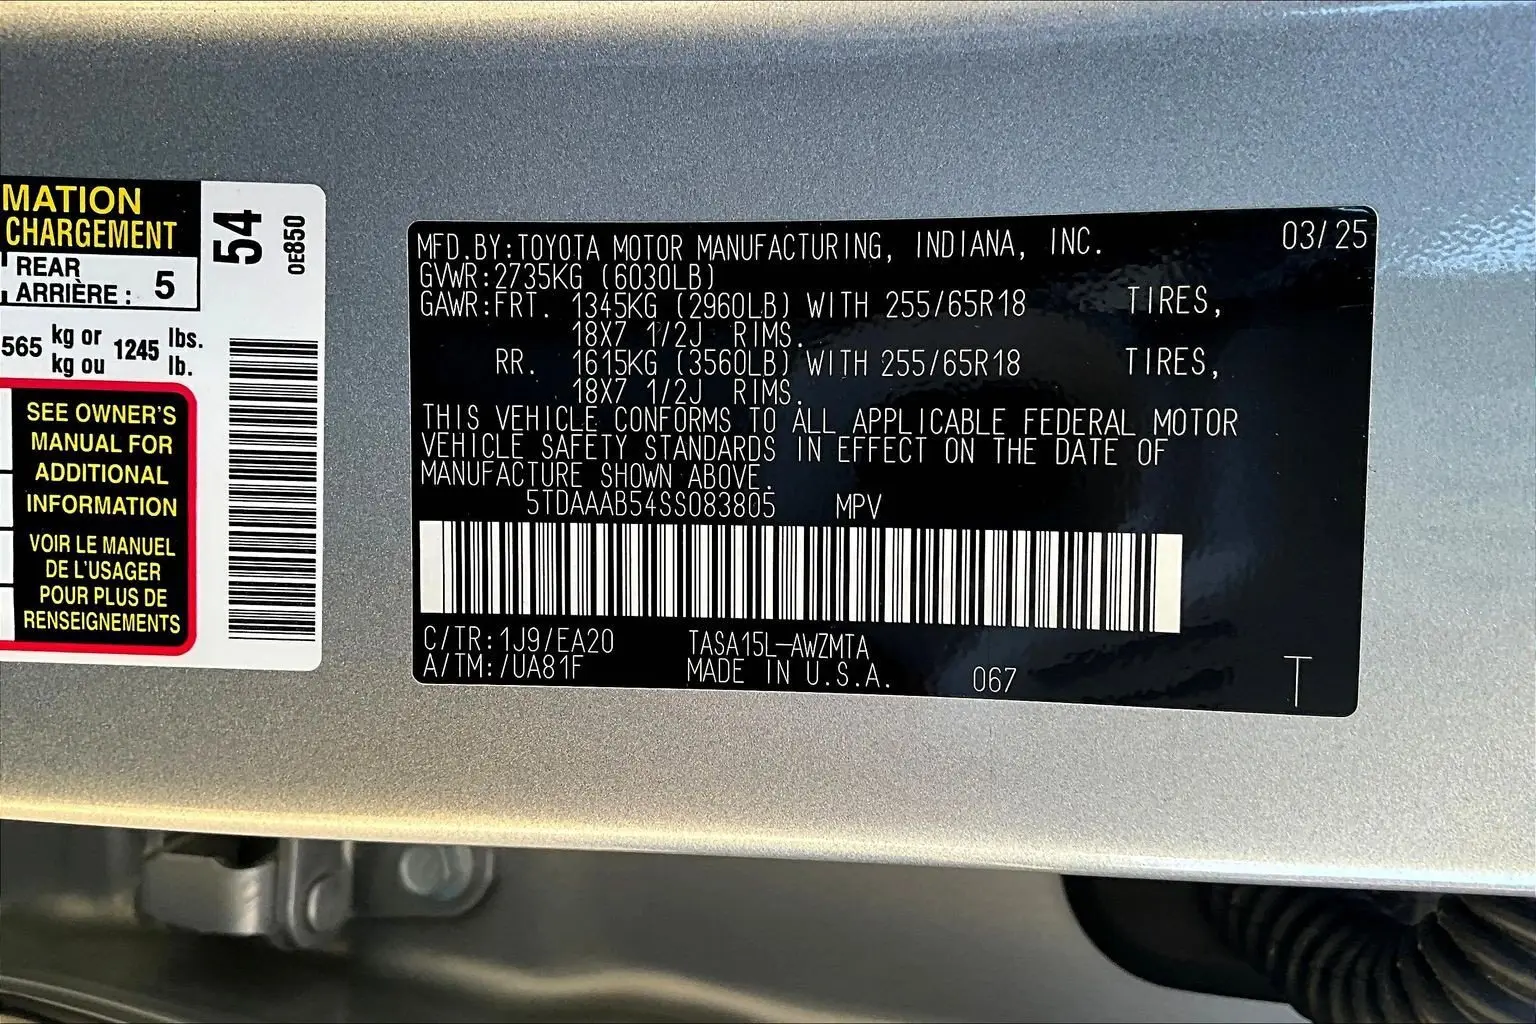 MATION
CHARGEMENT
REAR
ARRIÈRE : 5
565 kg or 1245 lbs.
kg ou lb.
SEE OWNER'S
MANUAL FOR
ADDITIONAL
INFORMATION
VOIR LE MANUEL
DE L'USAGER
POUR PLUS DE
RENSEIGNEMENTS
54
0E850
MFD.BY:TOYOTA MOTOR MANUFACTURING, INDIANA, INC. 03/25
GVWR:2735KG (6030LB)
GAWR:FRT. 1345KG (2960LB) WITH 255/65R18 TIRES,
18X7 1/2J RIMS.
RR. 1615KG (3560LB) WITH 255/65R18 TIRES,
18X7 1/2J RIMS.
THIS VEHICLE CONFORMS TO ALL APPLICABLE FEDERAL MOTOR
VEHICLE SAFETY STANDARDS IN EFFECT ON THE DATE OF
MANUFACTURE SHOWN ABOVE.
5TDAAAB54SS083805 MPV
C/TR:1J9/EA20 TASA15L-AWZMTA
A/TM:/UA81F MADE IN U.S.A. 067 T